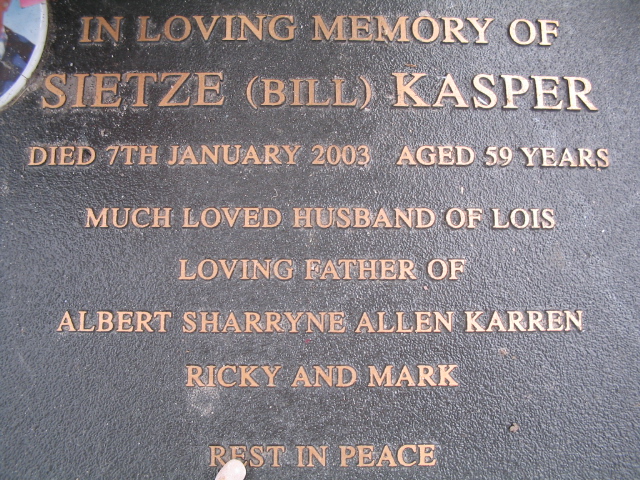 IN LOVING MEMORY OF
SIETZE (BILL) KASPER
DIED 7TH JANUARY 2003 AGED 59 YEARS
MUCH LOVED HUSBAND OF LOIS
LOVING FATHER OF
ALBERT SHARRYNE ALLEN KARREN
RICKY AND MARK
REST IN PEACE